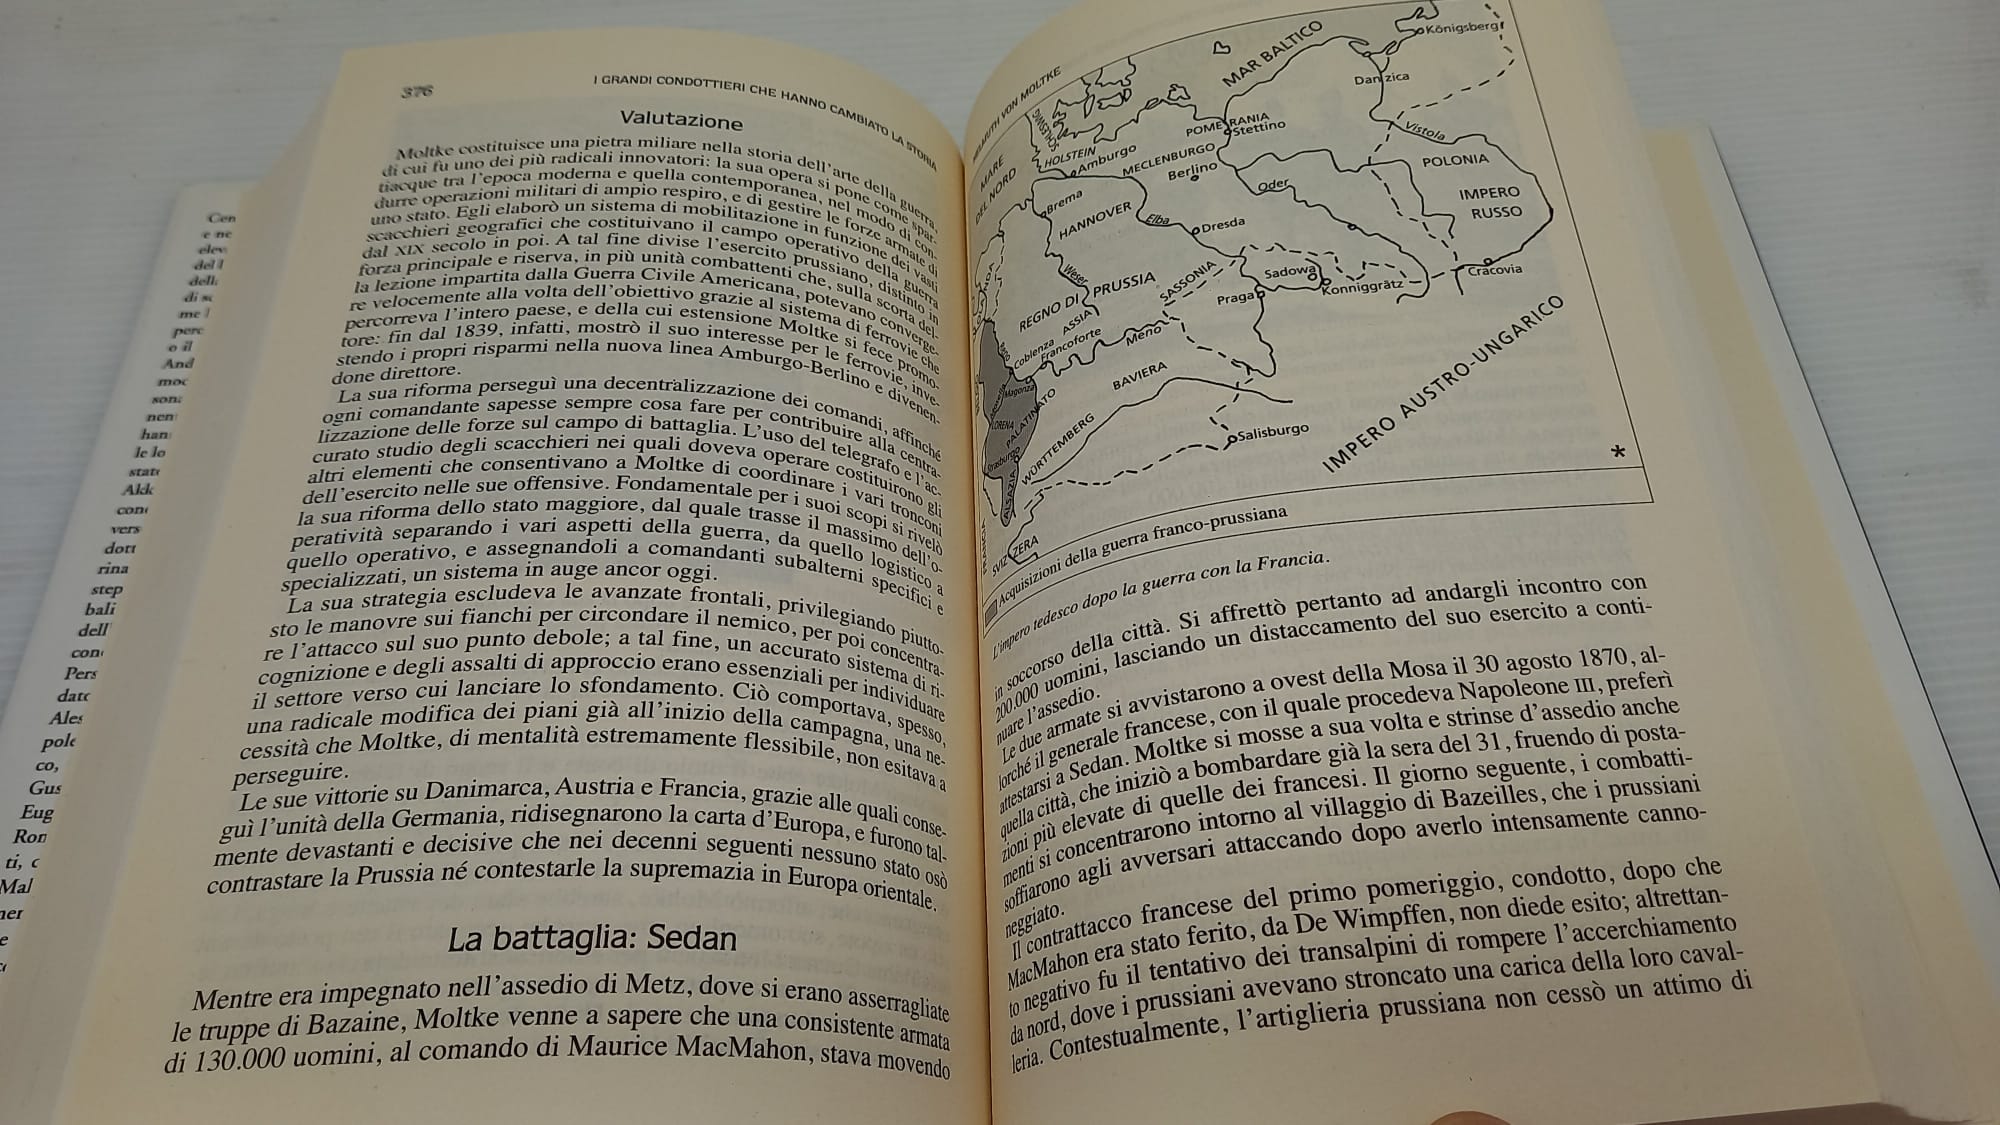 376
I GRANDI CONDOTTIERI CHE HANNO CAMBIATO LA STORIA
Valutazione
Moltke costituisce una pietra miliare nella storia dell'arte della guerra,
di cui fu uno dei più radicali innovatori: la sua opera si pone come spar-
tiacque tra l'epoca moderna e quella contemporanea, nel modo di con-
durre operazioni militari di ampio respiro, e di gestire le forze armate di
uno stato. Egli elaborò un sistema di mobilitazione in funzione dei vasti
scacchieri geografici che costituivano il campo operativo della guerra
dal XIX secolo in poi. A tal fine divise l'esercito prussiano, distinto in
forza principale e riserva, in più unità combattenti che, sulla scorta del-
la lezione impartita dalla Guerra Civile Americana, potevano converge-
re velocemente alla volta dell'obiettivo grazie al sistema di ferrovie che
percorreva l'intero paese, e della cui estensione Moltke si fece promo-
tore: fin dal 1839, infatti, mostrò il suo interesse per le ferrovie, inve-
stendo i propri risparmi nella nuova linea Amburgo-Berlino e divenen-
done direttore.
La sua riforma perseguì una decentralizzazione dei comandi, affinché
ogni comandante sapesse sempre cosa fare per contribuire alla centra-
lizzazione delle forze sul campo di battaglia. L'uso del telegrafo e l'ac-
curato studio degli scacchieri nei quali doveva operare costituirono gli
altri elementi che consentivano a Moltke di coordinare i vari tronconi
dell'esercito nelle sue offensive. Fondamentale per i suoi scopi si rivelò
la sua riforma dello stato maggiore, dal quale trasse il massimo dell'o-
peratività separando i vari aspetti della guerra, da quello logistico a
quello operativo, e assegnandoli a comandanti subalterni specifici e
specializzati, un sistema in auge ancor oggi.
La sua strategia escludeva le avanzate frontali, privilegiando piutto-
sto le manovre sui fianchi per circondare il nemico, per poi concentra-
re l'attacco sul suo punto debole; a tal fine, un accurato sistema di ri-
cognizione e degli assalti di approccio erano essenziali per individuare
il settore verso cui lanciare lo sfondamento. Ciò comportava, spesso,
una radicale modifica dei piani già all'inizio della campagna, una ne-
cessità che Moltke, di mentalità estremamente flessibile, non esitava a
perseguire.
Le sue vittorie su Danimarca, Austria e Francia, grazie alle quali conse-
guì l'unità della Germania, ridisegnarono la carta d'Europa, e furono tal-
mente devastanti e decisive che nei decenni seguenti nessuno stato osò
contrastare la Prussia né contestarle la supremazia in Europa orientale.
La battaglia: Sedan
Mentre era impegnato nell'assedio di Metz, dove si erano asserragliate
le truppe di Bazaine, Moltke venne a sapere che una consistente armata
di 130.000 uomini, al comando di Maurice MacMahon, stava movendo
HELMUTH VON MOLTKE
MAR BALTICO
Königsberg
Danzica
SCHLESWIG
HOLSTEIN
MARE
DEL NORD
Amburgo
POMERANIA
Stettino
Vistola
MECLENBURGO
Berlino
POLONIA
Oder
IMPERO
RUSSO
Brema
HANNOVER
Elba
Dresda
Weser
REGNO DI PRUSSIA
SASSONIA
Sadowa
Konniggrätz
Cracovia
Praga
ASSIA
Coblenza
Francoforte
Meno
Magonza
BAVIERA
LORENA
PALATINATO
Strasburgo
WÜRTTEMBERG
ALSAZIA
Salisburgo
IMPERO AUSTRO-UNGARICO
FRANCIA
SVIZZERA
*
Acquisizioni della guerra franco-prussiana
L'impero tedesco dopo la guerra con la Francia.
in soccorso della città. Si affrettò pertanto ad andargli incontro con
200.000 uomini, lasciando un distaccamento del suo esercito a conti-
nuare l'assedio.
Le due armate si avvistarono a ovest della Mosa il 30 agosto 1870, al-
lorché il generale francese, con il quale procedeva Napoleone III, preferì
attestarsi a Sedan. Moltke si mosse a sua volta e strinse d'assedio anche
quella città, che iniziò a bombardare già la sera del 31, fruendo di posta-
zioni più elevate di quelle dei francesi. Il giorno seguente, i combatti-
menti si concentrarono intorno al villaggio di Bazeilles, che i prussiani
soffiarono agli avversari attaccando dopo averlo intensamente canno-
neggiato.
Il contrattacco francese del primo pomeriggio, condotto, dopo che
MacMahon era stato ferito, da De Wimpffen, non diede esito; altrettan-
to negativo fu il tentativo dei transalpini di rompere l'accerchiamento
da nord, dove i prussiani avevano stroncato una carica della loro caval-
leria. Contestualmente, l'artiglieria prussiana non cessò un attimo di